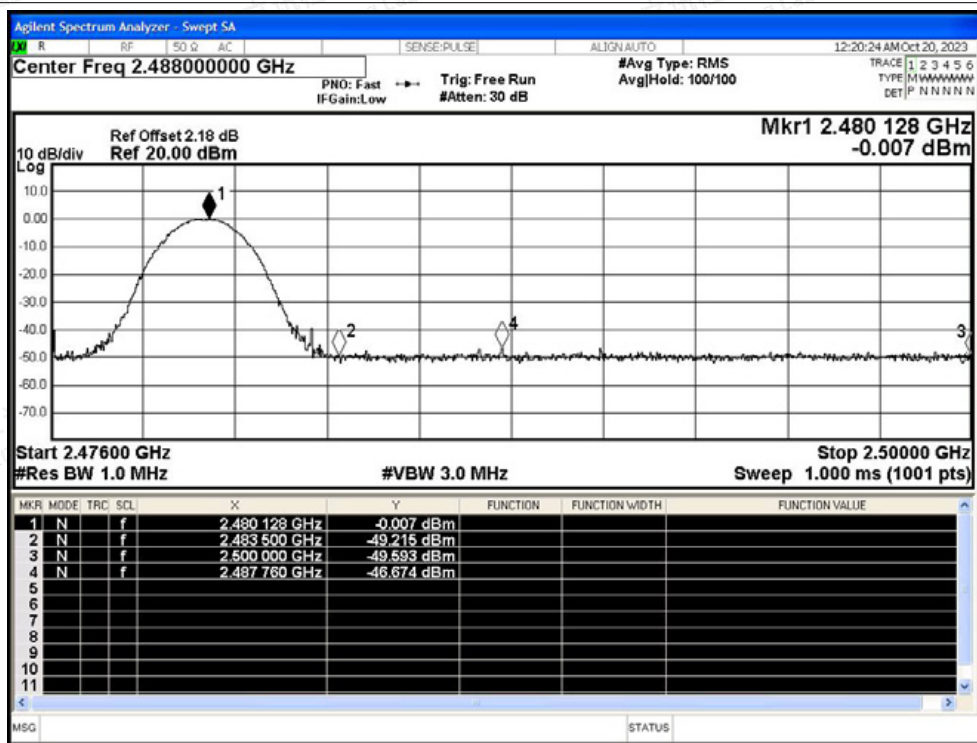 Agilent Spectrum Analyzer - Swept SA
R RF 50 Ω AC SENSE:PULSE ALIGN AUTO 12:20:24 AM Oct 20, 2023
Center Freq 2.488000000 GHz
PNO: Fast
IFGain:Low
Trig: Free Run
#Atten: 30 dB
#Avg Type: RMS
Avg|Hold: 100/100
TRACE 1 2 3 4 5 6
TYPE M W W W W W
DET P N N N N N
Mkr1 2.480 128 GHz
-0.007 dBm
Ref Offset 2.18 dB
10 dB/div Ref 20.00 dBm
Log
10.0
0.00
-10.0
-20.0
-30.0
-40.0
-50.0
-60.0
-70.0
1
2
4
3
Start 2.47600 GHz Stop 2.50000 GHz
#Res BW 1.0 MHz #VBW 3.0 MHz Sweep 1.000 ms (1001 pts)
MKR MODE TRC SCL X Y FUNCTION FUNCTION WIDTH FUNCTION VALUE
1 N f 2.480 128 GHz -0.007 dBm
2 N f 2.483 500 GHz -49.215 dBm
3 N f 2.500 000 GHz -49.593 dBm
4 N f 2.487 760 GHz -46.674 dBm
5
6
7
8
9
10
11
MSG STATUS